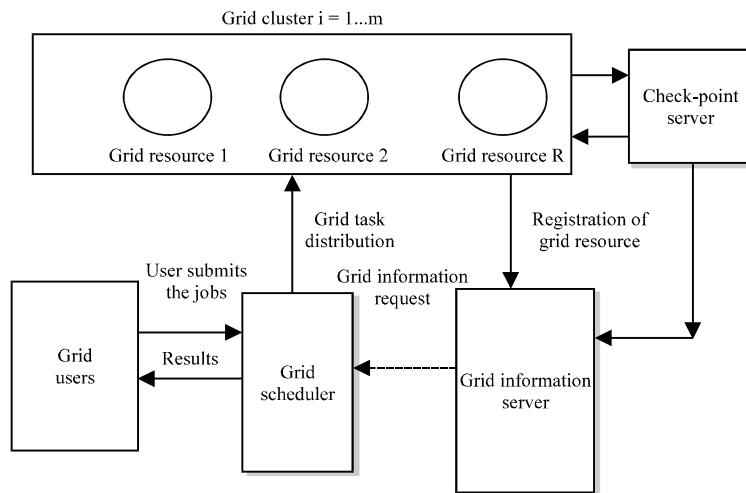 Grid cluster i = 1...m
Grid resource 1
Grid resource 2
Grid resource R
Check-point
server
Grid task
distribution
Registration of
grid resource
User submits
the jobs
Grid information
request
Grid
users
Results
Grid
scheduler
Grid information
server